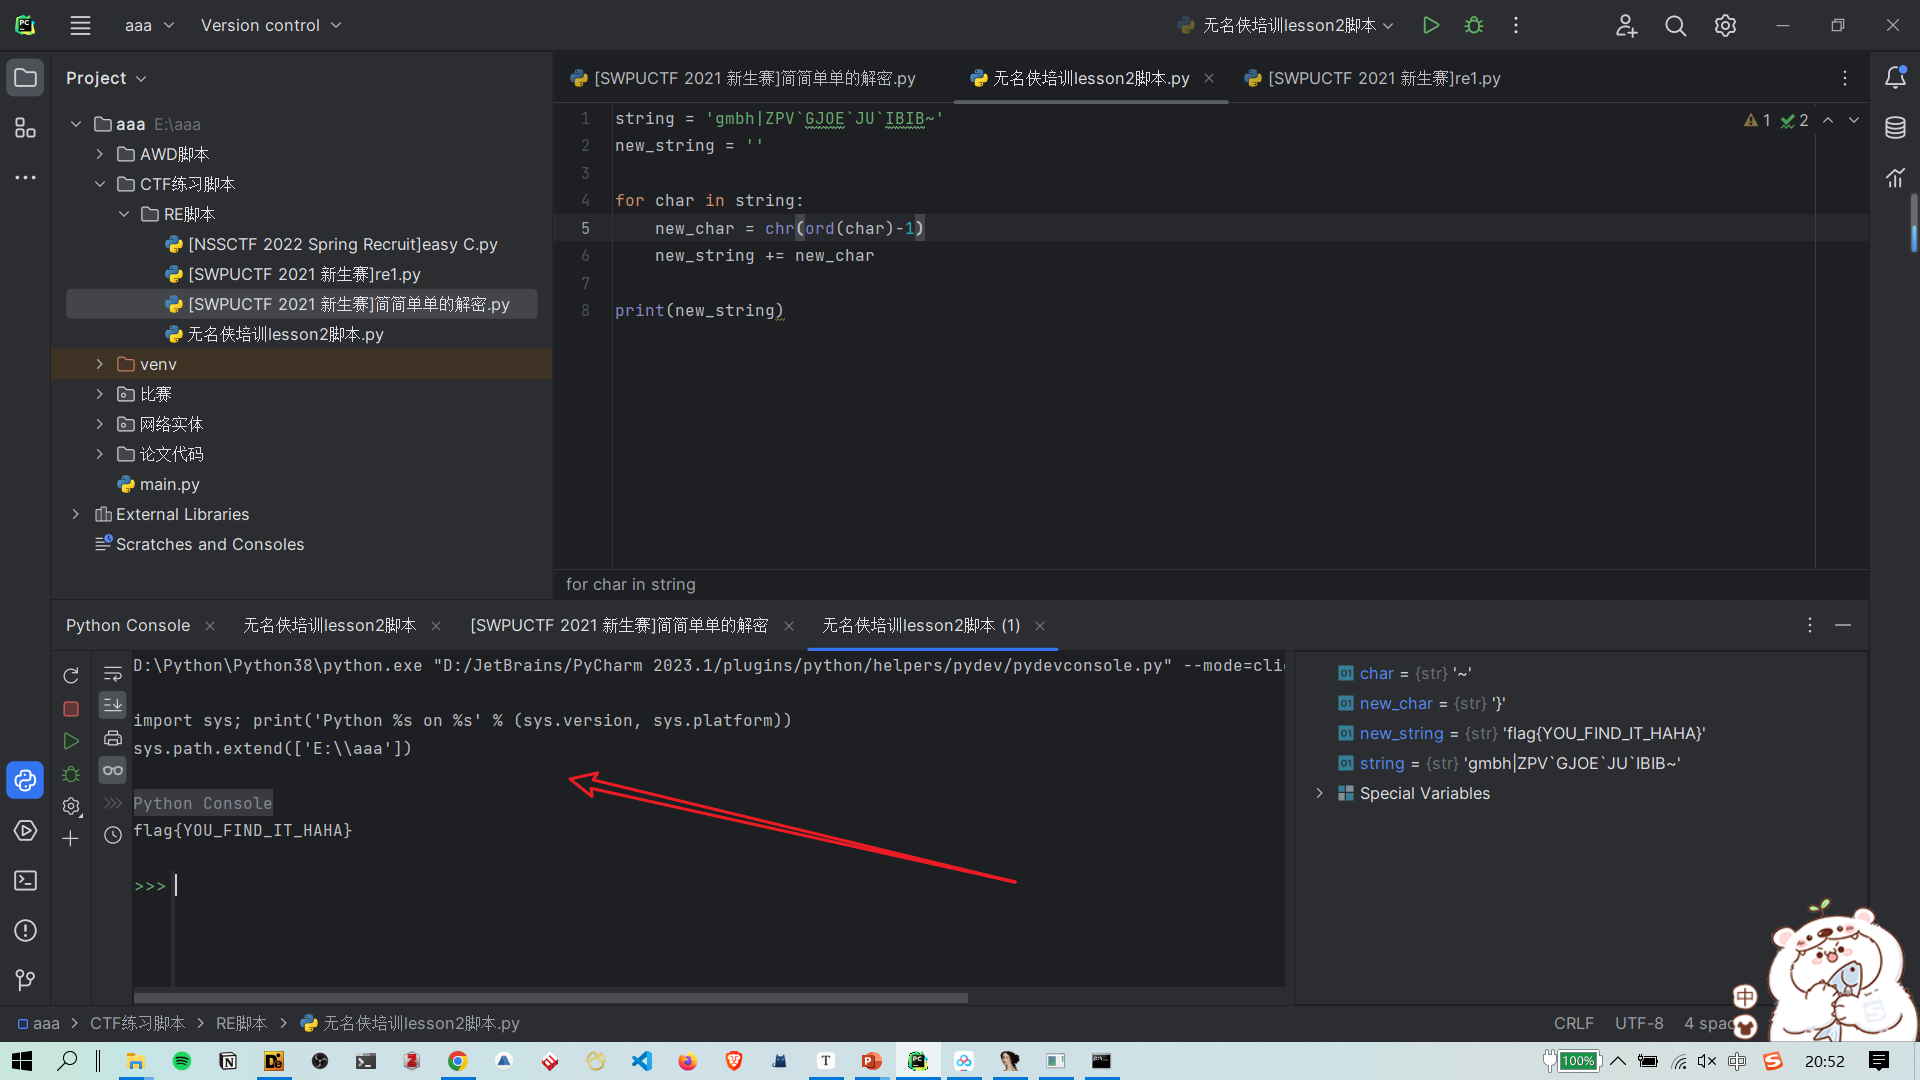 aaa
Version control
无名侠培训lesson2脚本
Project
[SWPUCTF 2021 新生赛]简简单单的解密.py
无名侠培训lesson2脚本.py
[SWPUCTF 2021 新生赛]re1.py
aaa E:\aaa
AWD脚本
CTF练习脚本
RE脚本
[NSSCTF 2022 Spring Recruit]easy C.py
[SWPUCTF 2021 新生赛]re1.py
[SWPUCTF 2021 新生赛]简简单单的解密.py
无名侠培训lesson2脚本.py
venv
比赛
网络实体
论文代码
main.py
External Libraries
Scratches and Consoles
1 string = 'gmbh|ZPV`GJOE`JU`IBIB~'
2 new_string = ''
3
4 for char in string:
5 new_char = chr(ord(char)-1)
6 new_string += new_char
7
8 print(new_string)
1 2
for char in string
Python Console
无名侠培训lesson2脚本
[SWPUCTF 2021 新生赛]简简单单的解密
无名侠培训lesson2脚本 (1)
D:\Python\Python38\python.exe "D:/JetBrains/PyCharm 2023.1/plugins/python/helpers/pydev/pydevconsole.py" --mode=clie
import sys; print('Python %s on %s' % (sys.version, sys.platform))
sys.path.extend(['E:\\aaa'])
Python Console
flag{YOU_FIND_IT_HAHA}
>>>
char = {str} '~'
new_char = {str} '}'
new_string = {str} 'flag{YOU_FIND_IT_HAHA}'
string = {str} 'gmbh|ZPV`GJOE`JU`IBIB~'
Special Variables
aaa > CTF练习脚本 > RE脚本 > 无名侠培训lesson2脚本.py
CRLF
UTF-8
4 spac
中
100%
中
20:52